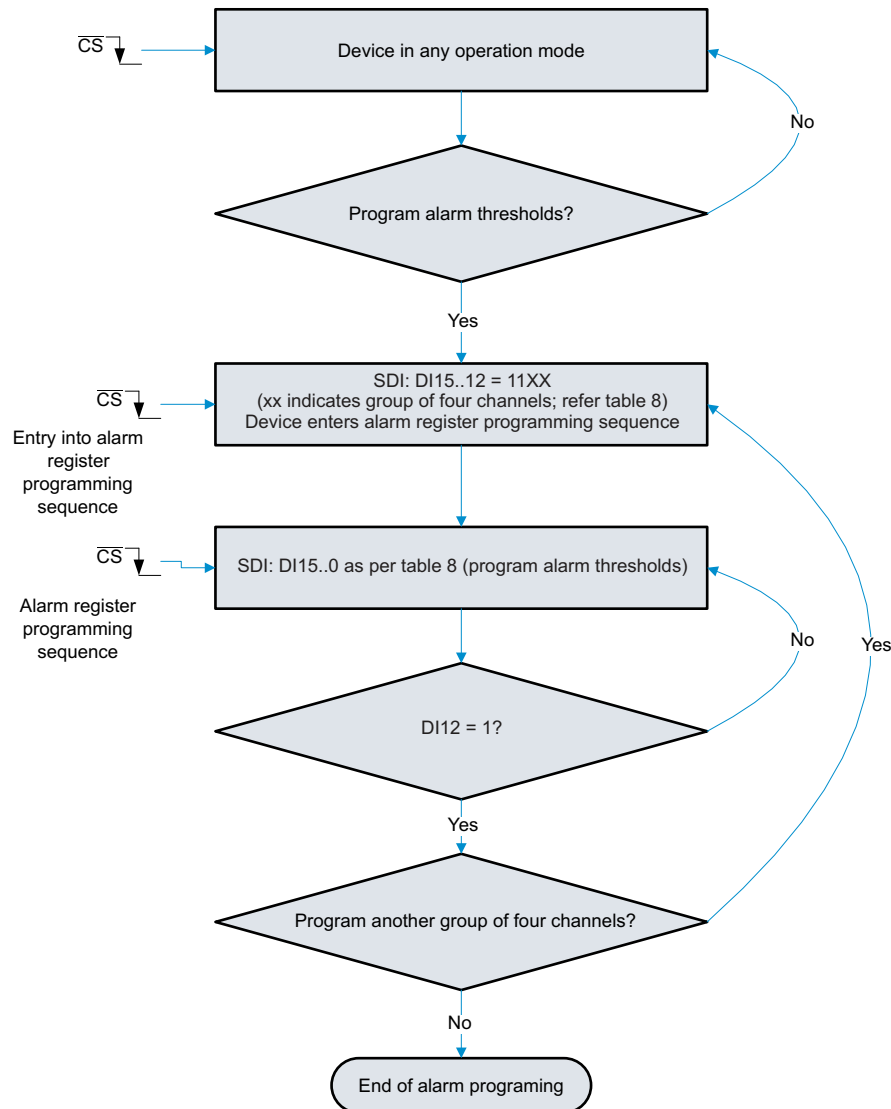 CS
Device in any operation mode
No
Program alarm thresholds?
Yes
CS
SDI: DI15..12 = 11XX
(xx indicates group of four channels; refer table 8)
Device enters alarm register programming sequence
Entry into alarm
register
programming
sequence
CS
SDI: DI15..0 as per table 8 (program alarm thresholds)
Alarm register
programming
sequence
No
Yes
DI12 = 1?
Yes
Program another group of four channels?
No
End of alarm programing